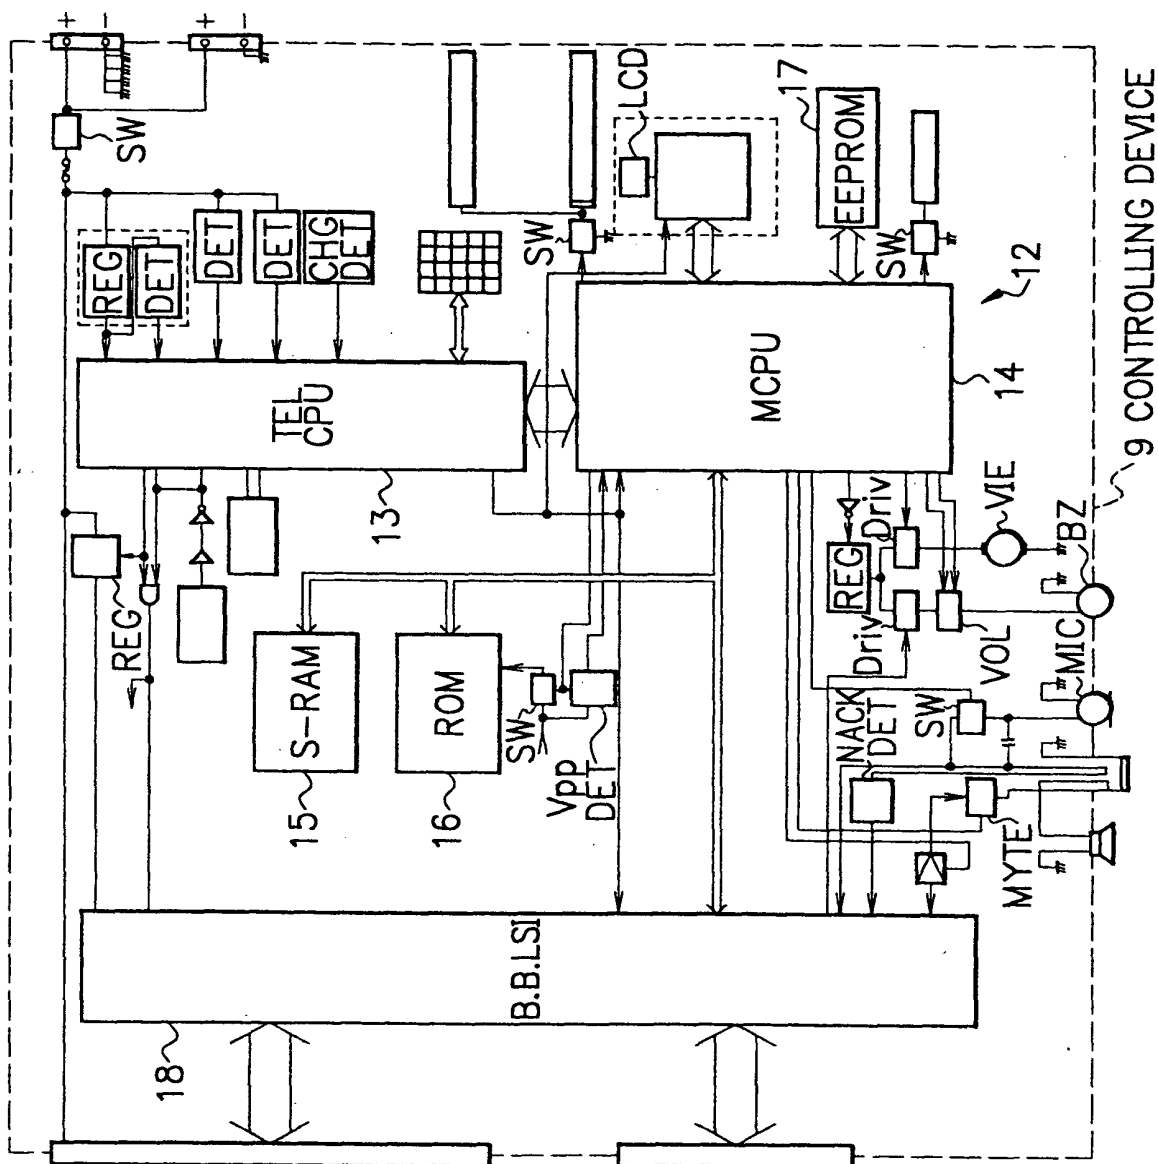 +
−
+
−
SW
REG
DET
DET
DET
CHG
DET
SW
LCD
17
EEPROM
SW
12
TEL
CPU
13
MCPU
14
REG
S-RAM
15
ROM
16
SW
Vpp
DET
REG
Driv
Driv
VOL
VIE
BZ
MIC
NACK
DET
SW
MYTE
B.B.LSI
18
9 CONTROLLING DEVICE